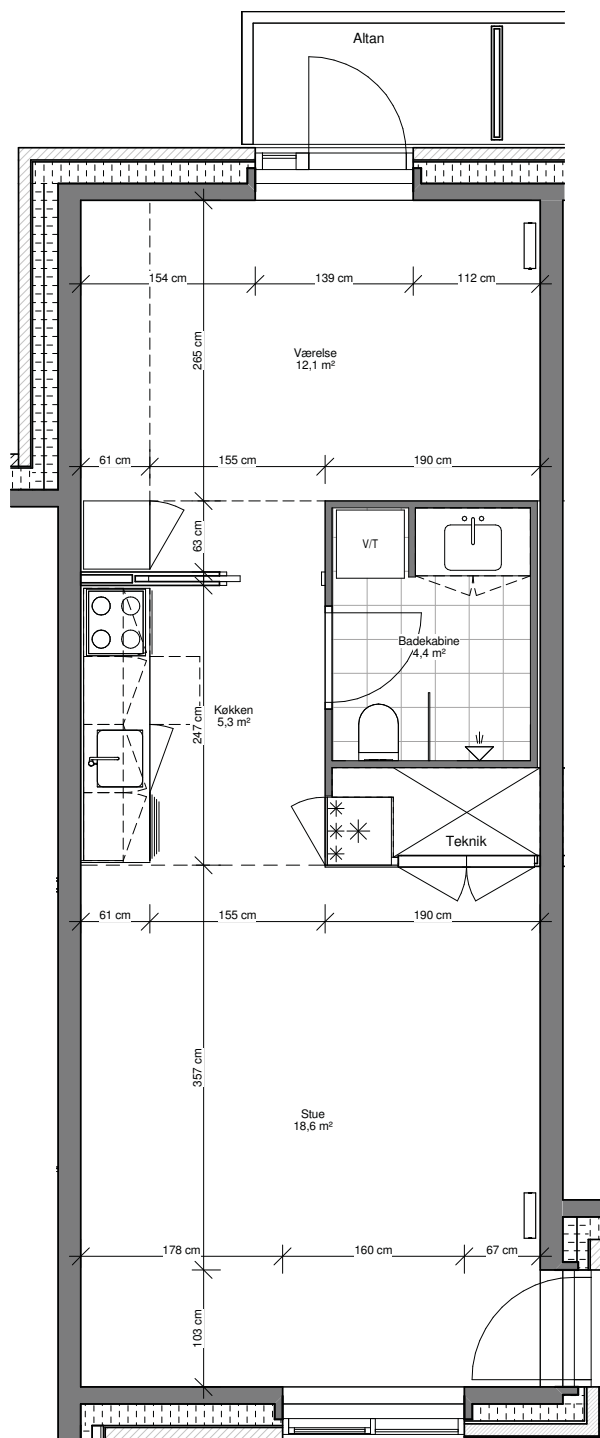 Altan
154 cm
139 cm
112 cm
265 cm
Værelse
12,1 m²
61 cm
155 cm
190 cm
63 cm
V/T
Badekabine
4,4 m²
Køkken
5,3 m²
247 cm
Teknik
61 cm
155 cm
190 cm
357 cm
Stue
18,6 m²
178 cm
160 cm
67 cm
103 cm